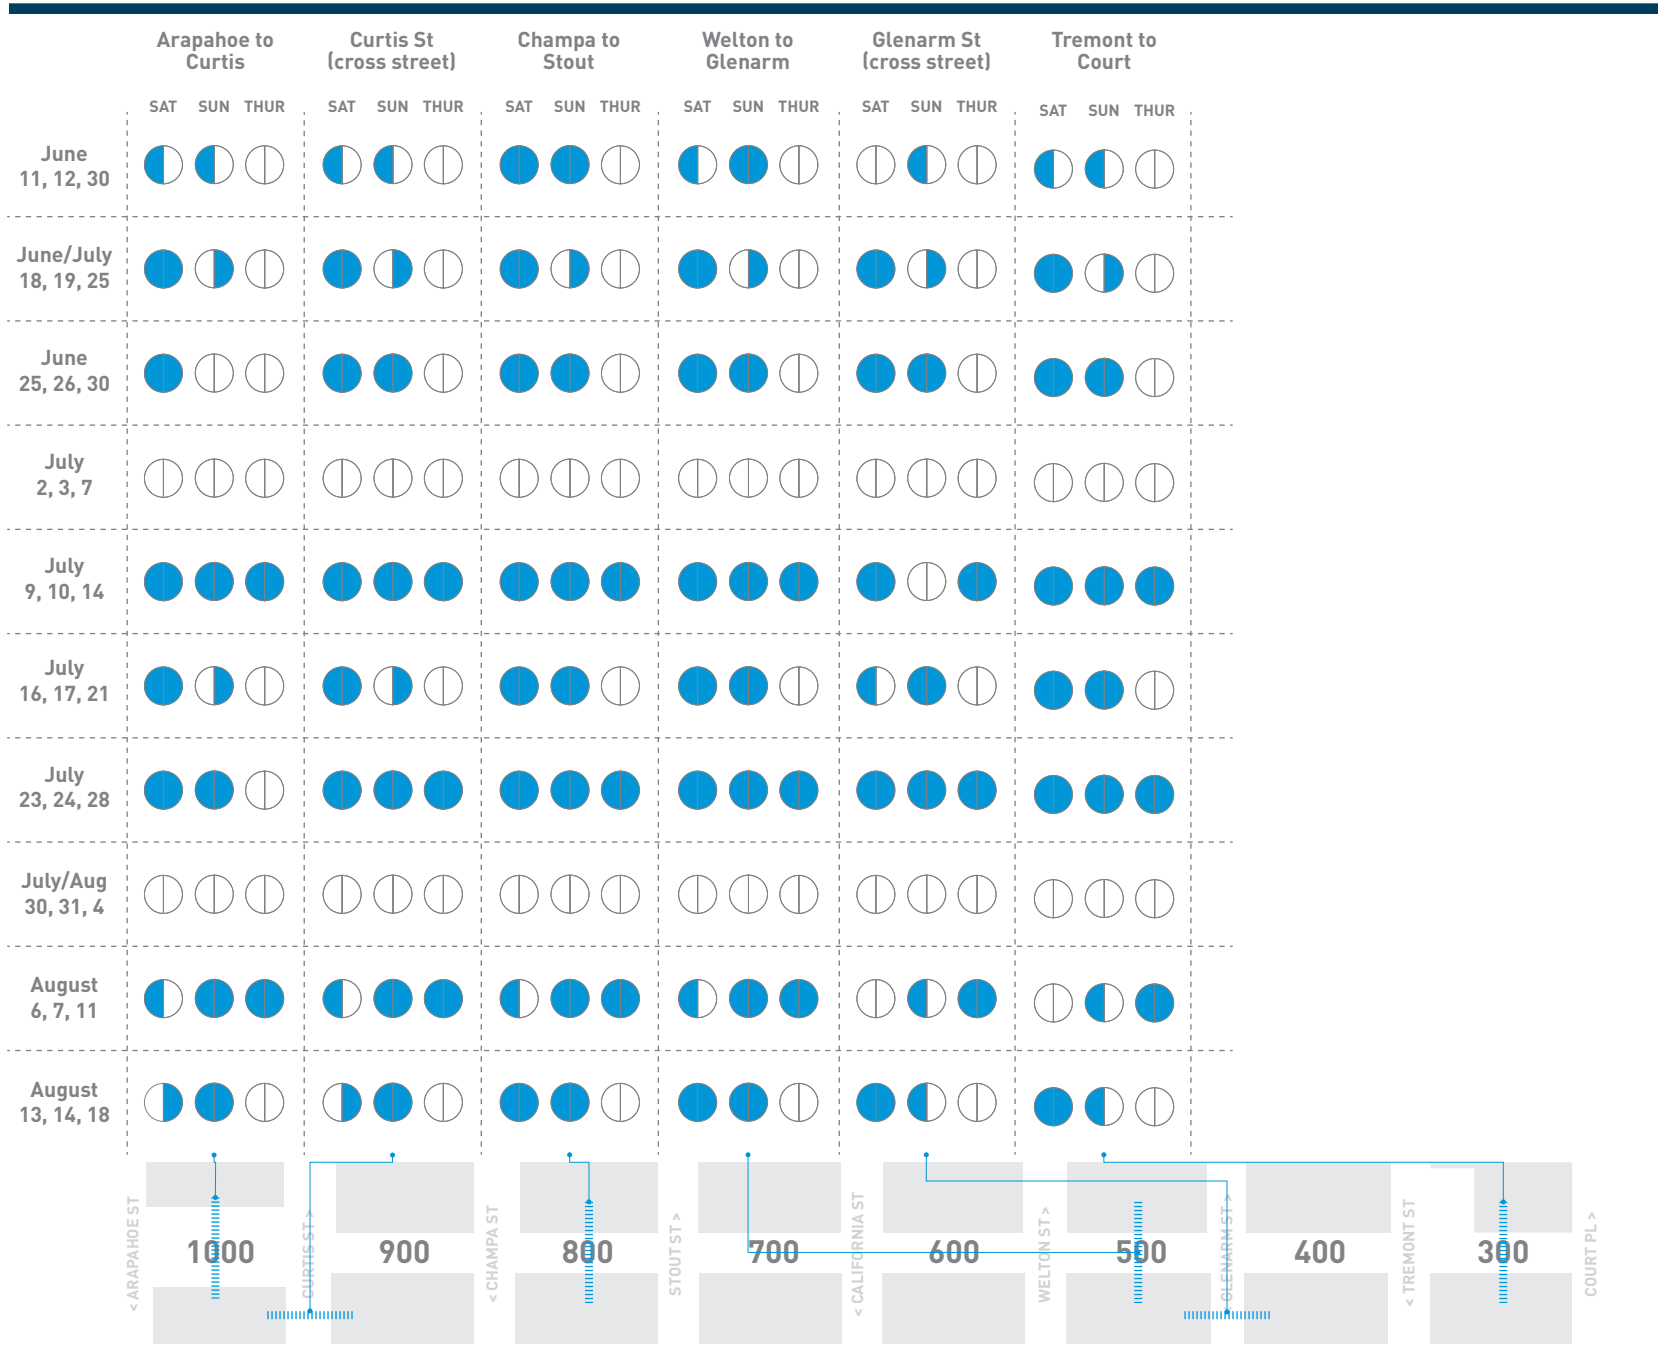 Arapahoe to
Curtis
Curtis St
(cross street)
Champa to
Stout
Welton to
Glenarm
Glenarm St
(cross street)
Tremont to
Court
SAT SUN THUR SAT SUN THUR SAT SUN THUR SAT SUN THUR SAT SUN THUR SAT SUN THUR
June
11, 12, 30
June/July
18, 19, 25
June
25, 26, 30
July
2, 3, 7
July
9, 10, 14
July
16, 17, 21
July
23, 24, 28
July/Aug
30, 31, 4
August
6, 7, 11
August
13, 14, 18
< ARAPAHOE ST
1000
CURTIS ST >
900
< CHAMPA ST
800
STOUT ST >
700
< CALIFORNIA ST
600
WELTON ST >
500
GLENARM ST >
400
< TREMONT ST
300
COURT PL >